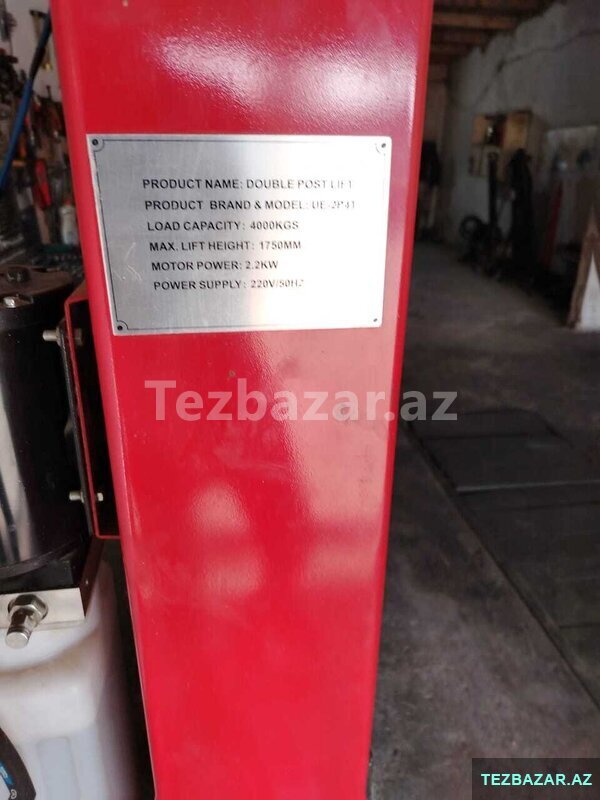 PRODUCT NAME: DOUBLE POST LIFT
PRODUCT BRAND & MODEL: UE-2P41
LOAD CAPACITY: 4000KGS
MAX. LIFT HEIGHT: 1750MM
MOTOR POWER: 2.2KW
POWER SUPPLY: 220V/50HZ
Tezbazar.az
TEZBAZAR.AZ